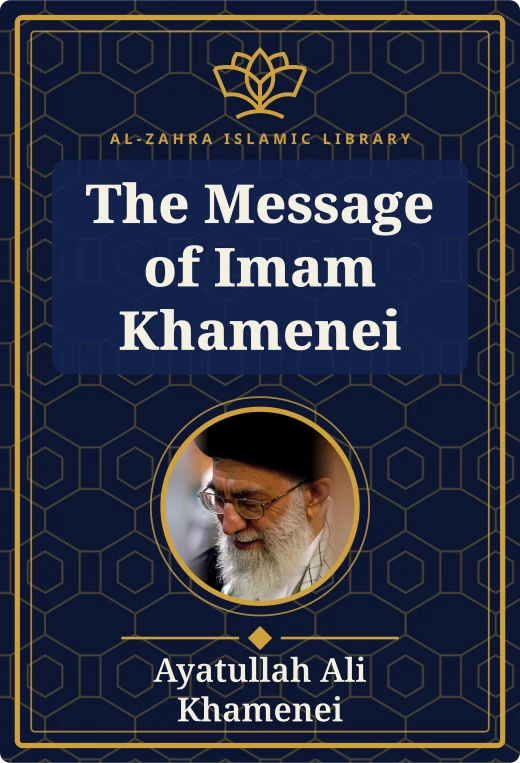 AL-ZAHRA ISLAMIC LIBRARY
The Message
of Imam
Khamenei
Ayatullah Ali
Khamenei